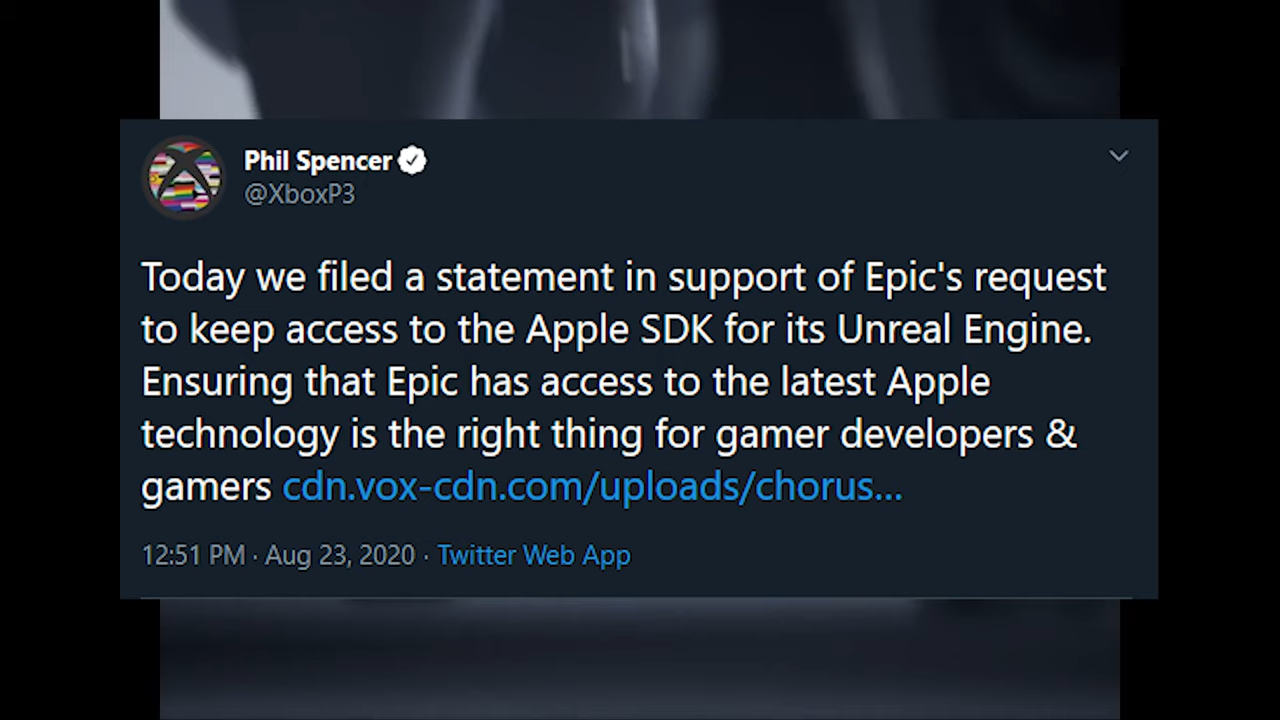 Phil Spencer
@XboxP3
Today we filed a statement in support of Epic's request
to keep access to the Apple SDK for its Unreal Engine.
Ensuring that Epic has access to the latest Apple
technology is the right thing for gamer developers &
gamers cdn.vox-cdn.com/uploads/chorus...
12:51 PM · Aug 23, 2020 · Twitter Web App